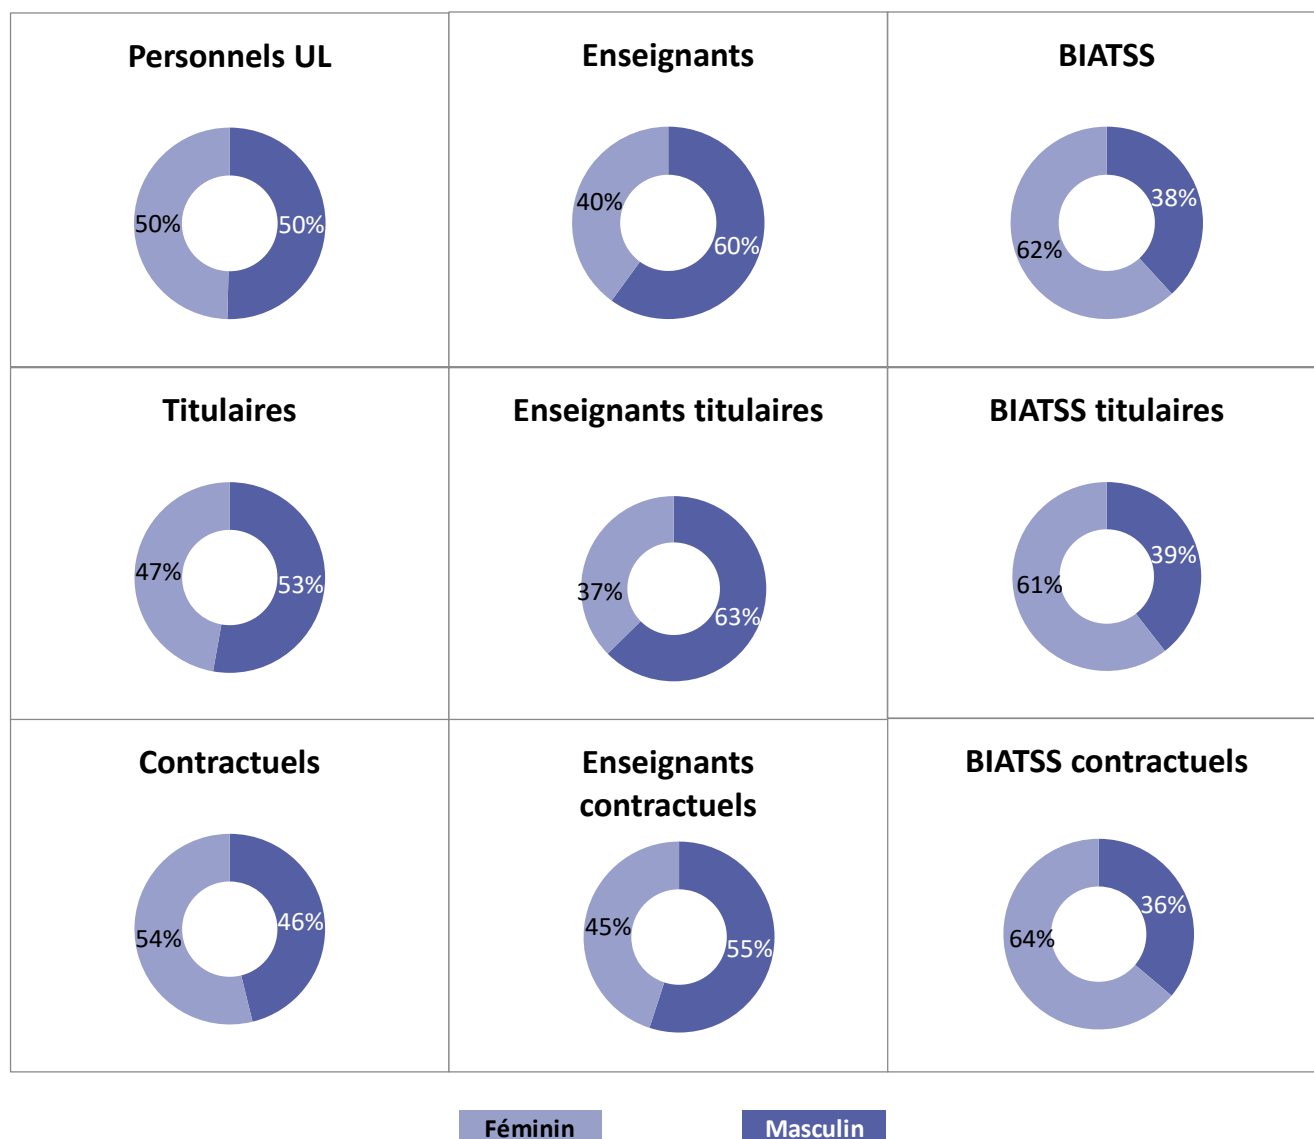 Personnels UL
50%
50%
Enseignants
40%
60%
BIATSS
38%
62%
Titulaires
47%
53%
Enseignants titulaires
37%
63%
BIATSS titulaires
39%
61%
Contractuels
46%
54%
Enseignants
contractuels
45%
55%
BIATSS contractuels
36%
64%
Féminin
Masculin